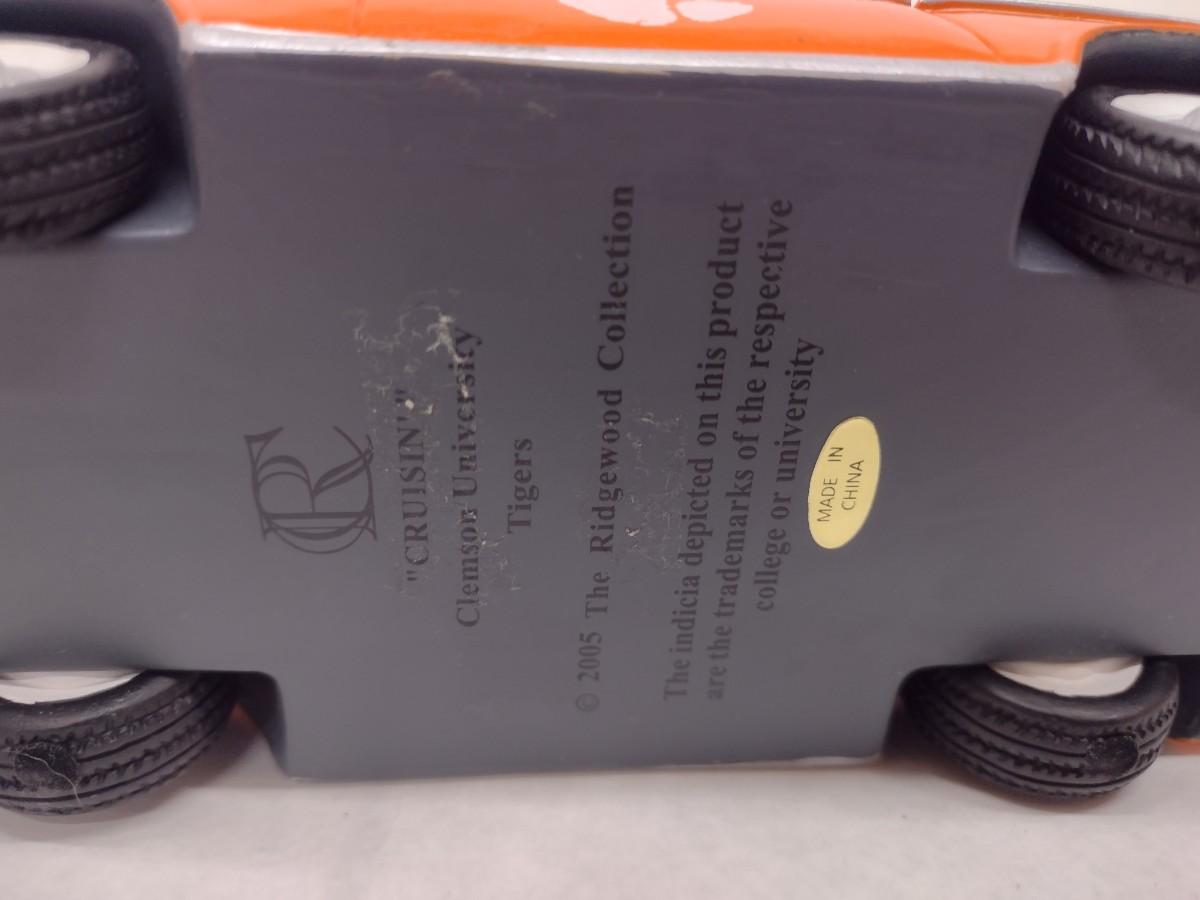 RC
"CRUISIN'"
Clemson University
Tigers
© 2005 The Ridgewood Collection
The indicia depicted on this product
are the trademarks of the respective
college or university
MADE IN
CHINA